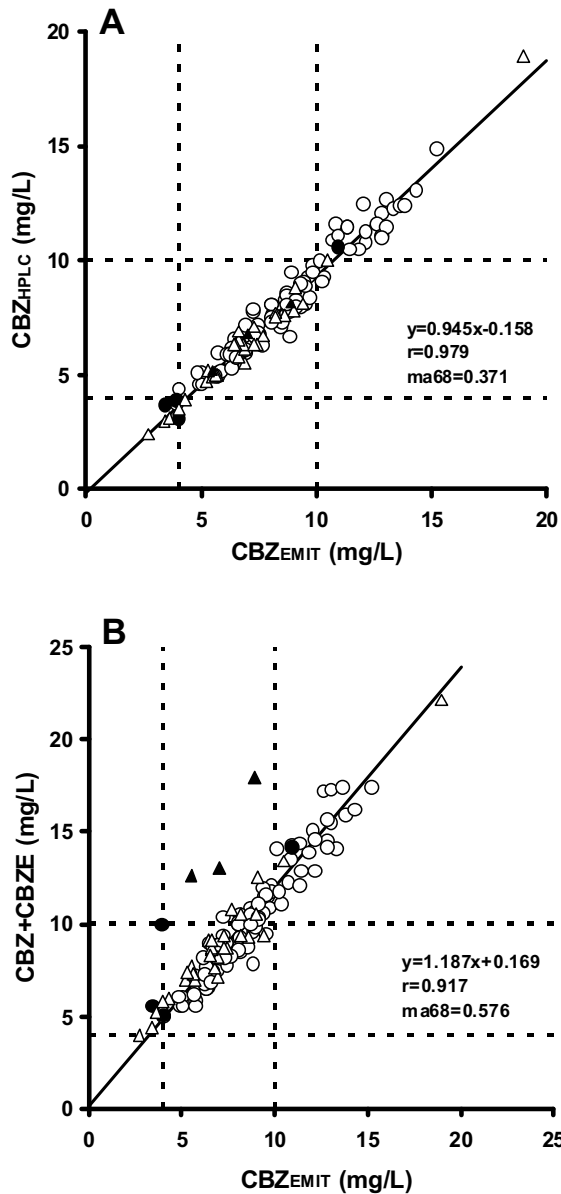 A
20
15
10
5
0
CBZHPLC (mg/L)
y=0.945x-0.158
r=0.979
ma68=0.371
0 5 10 15 20
CBZEMIT (mg/L)
B
25
20
15
10
5
0
CBZ+CBZE (mg/L)
y=1.187x+0.169
r=0.917
ma68=0.576
0 5 10 15 20 25
CBZEMIT (mg/L)